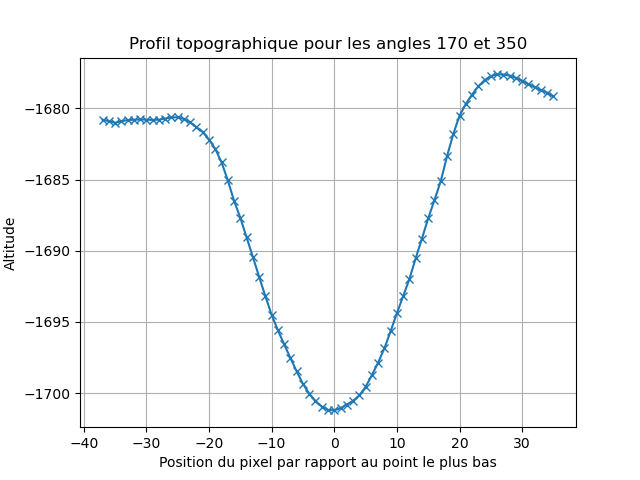 Profil topographique pour les angles 170 et 350
Altitude
−1680
−1685
−1690
−1695
−1700
−40 −30 −20 −10 0 10 20 30
Position du pixel par rapport au point le plus bas